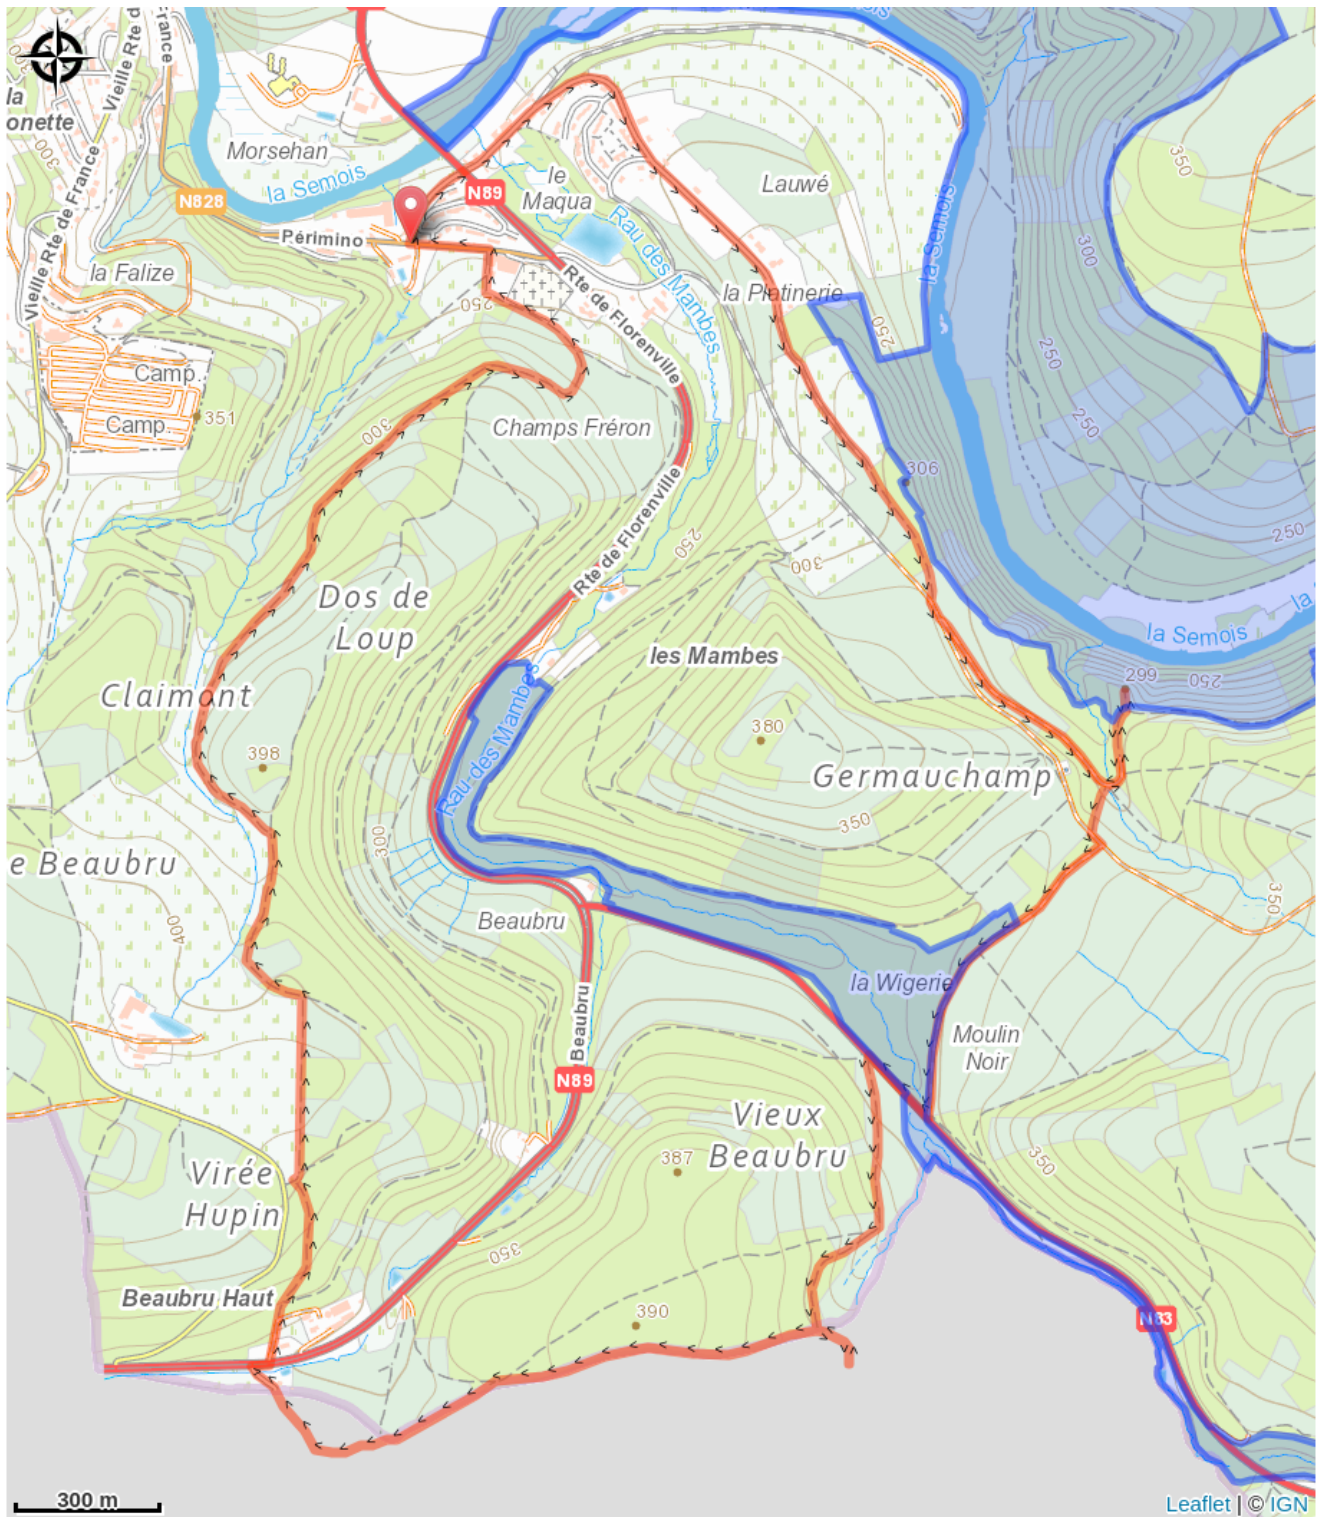 la
onette
Vieille Rte de France
Vieille Rte d
France
300
Morsehan
la Semois
N828
Périmino
la Falize
N89
le
Maqua
Rau des Mambes
Lauwé
350
300
la Semois
la Platinerie
250
250
250
250
Rte de Florenville
Camp.
Camp.
351
300
Champs Fréron
306
250
Rte de Florenville
250
300
Dos de
Loup
les Mambes
la Semois
la
299
250
Claimont
398
Rau des Mambes
380
Germauchamp
350
300
e Beaubru
400
Beaubru
350
la Wigerie
Moulin
Noir
Beaubru
N89
Vieux
Beaubru
387
350
Virée
Hupin
350
Beaubru Haut
390
N83
300 m
Leaflet | © IGN